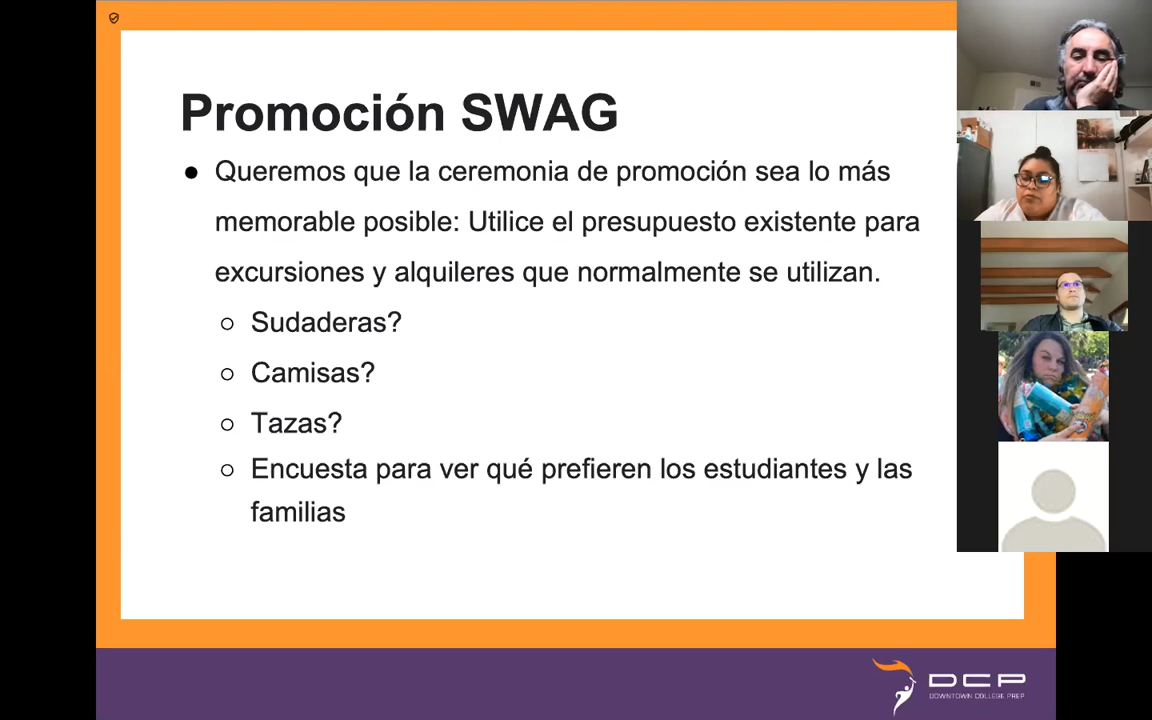 Promoción SWAG
● Queremos que la ceremonia de promoción sea lo más
memorable posible: Utilice el presupuesto existente para
excursiones y alquileres que normalmente se utilizan.
○ Sudaderas?
○ Camisas?
○ Tazas?
○ Encuesta para ver qué prefieren los estudiantes y las
familias
DCP
DOWNTOWN COLLEGE PREP